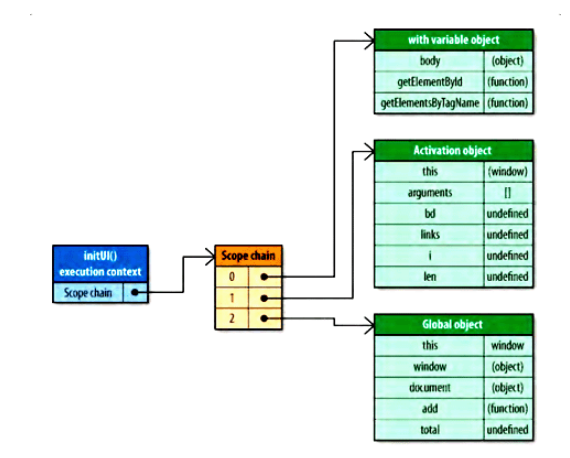 with variable object
body (object)
getElementById (function)
getElementsByTagName (function)
Activation object
this (window)
arguments []
bd undefined
links undefined
i undefined
len undefined
initUI()
execution context
Scope chain
Scope chain
0
1
2
Global object
this window
window (object)
document (object)
add (function)
total undefined